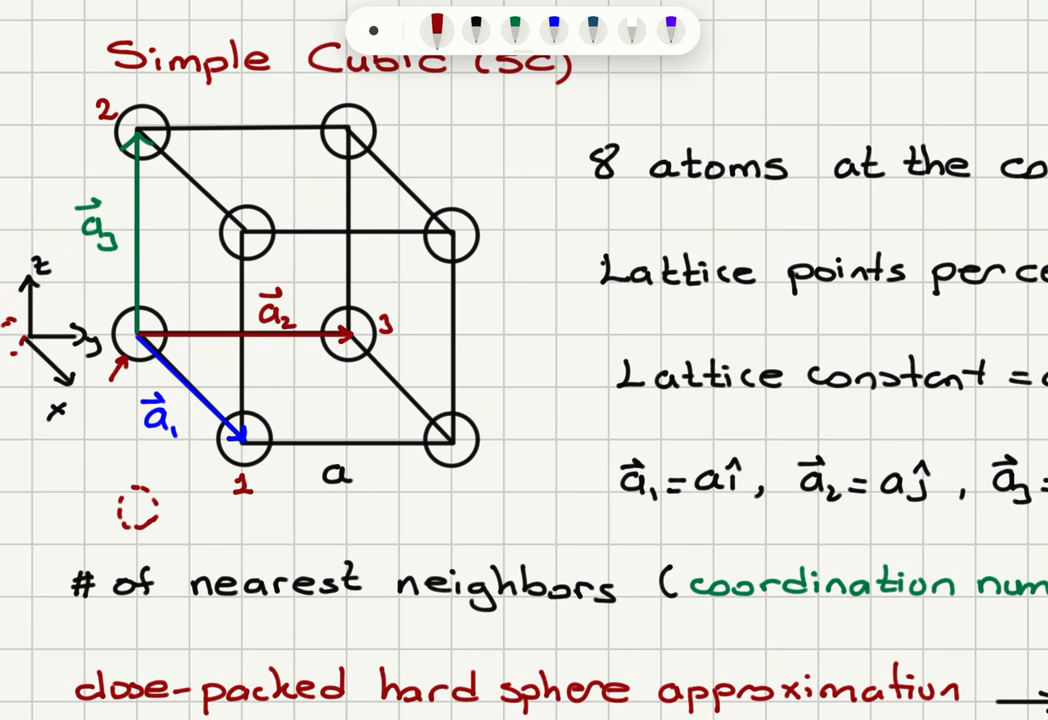 Simple Cubic (SC)
2
8 atoms at the co
a⃗₃
z
Lattice points per ce
a⃗₂
3
y
x
Lattice constant =
a⃗₁
1
a
a⃗₁ = aî , a⃗₂ = aĵ , a⃗₃ =
# of nearest neighbors (coordination num
close-packed hard sphere approximation →